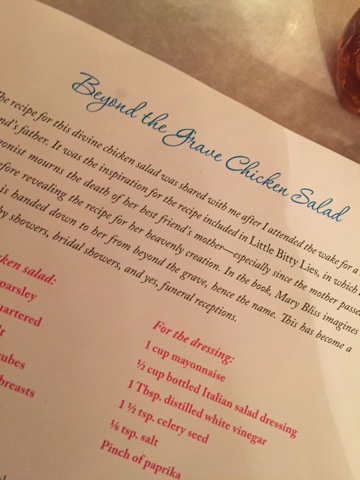 Beyond the Grave Chicken Salad
he recipe for this divine chicken salad was shared with me after I attended the wake for a
nd's father. It was the inspiration for the recipe included in Little Bitty Lies, in which
onist mourns the death of her best friend's mother—especially since the mother passe
fore revealing the recipe for her heavenly creation. In the book, Mary Bliss imagines
is banded down to her from beyond the grave, hence the name. This has become a
by showers, bridal showers, and yes, funeral receptions.
ken salad:
parsley
artered
lt
ubes
breasts
For the dressing:
1 cup mayonnaise
½ cup bottled Italian salad dressing
1 Tbsp. distilled white vinegar
1 ½ tsp. celery seed
⅛ tsp. salt
Pinch of paprika